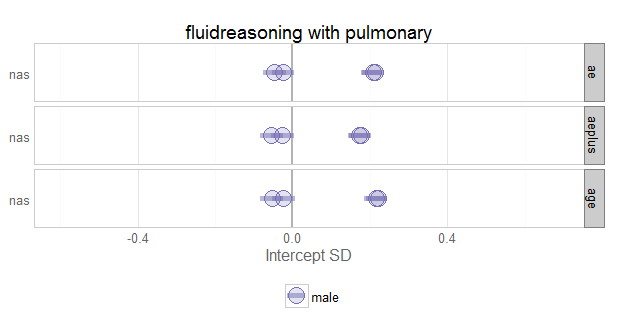 fluidreasoning with pulmonary
nas
ae
nas
aeplus
nas
age
-0.4 0.0 0.4
Intercept SD
male